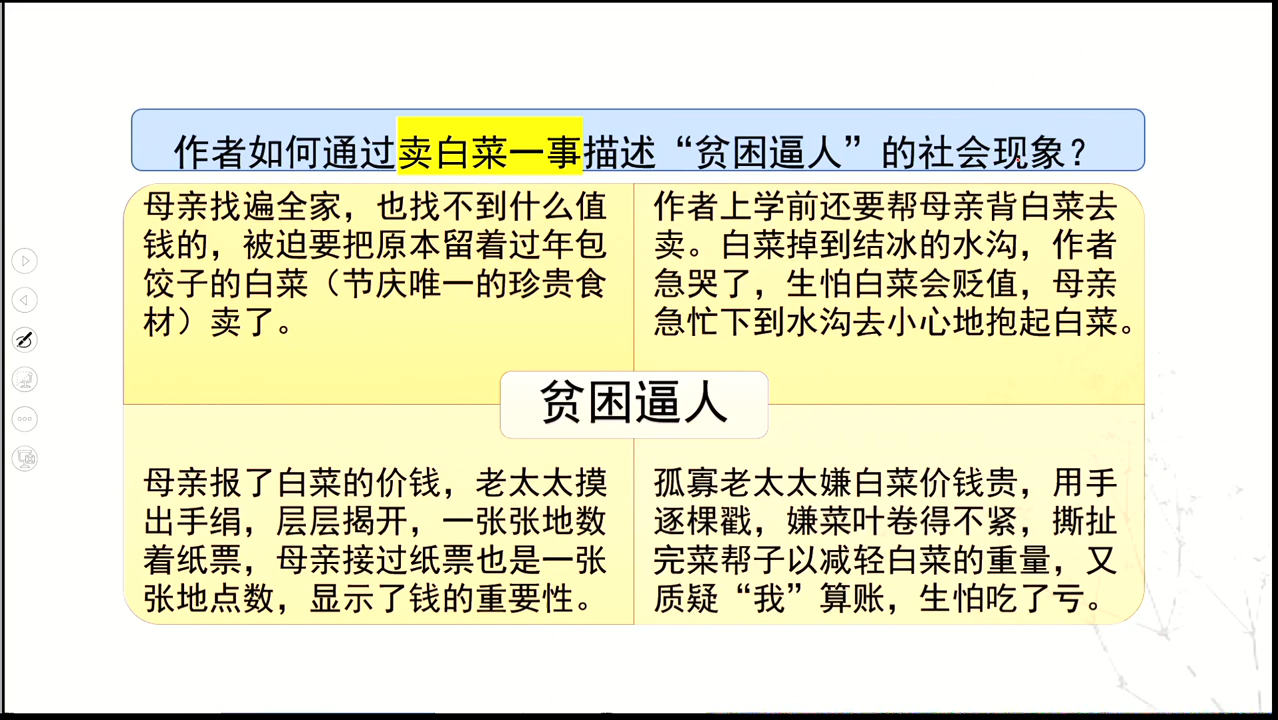 作者如何通过卖白菜一事描述“贫困逼人”的社会现象？
母亲找遍全家，也找不到什么值
钱的，被迫要把原本留着过年包
饺子的白菜（节庆唯一的珍贵食
材）卖了。
作者上学前还要帮母亲背白菜去
卖。白菜掉到结冰的水沟，作者
急哭了，生怕白菜会贬值，母亲
急忙下到水沟去小心地抱起白菜。
贫困逼人
母亲报了白菜的价钱，老太太摸
出手绢，层层揭开，一张张地数
着纸票，母亲接过纸票也是一张
张地点数，显示了钱的重要性。
孤寡老太太嫌白菜价钱贵，用手
逐棵戳，嫌菜叶卷得不紧，撕扯
完菜帮子以减轻白菜的重量，又
质疑“我”算账，生怕吃了亏。